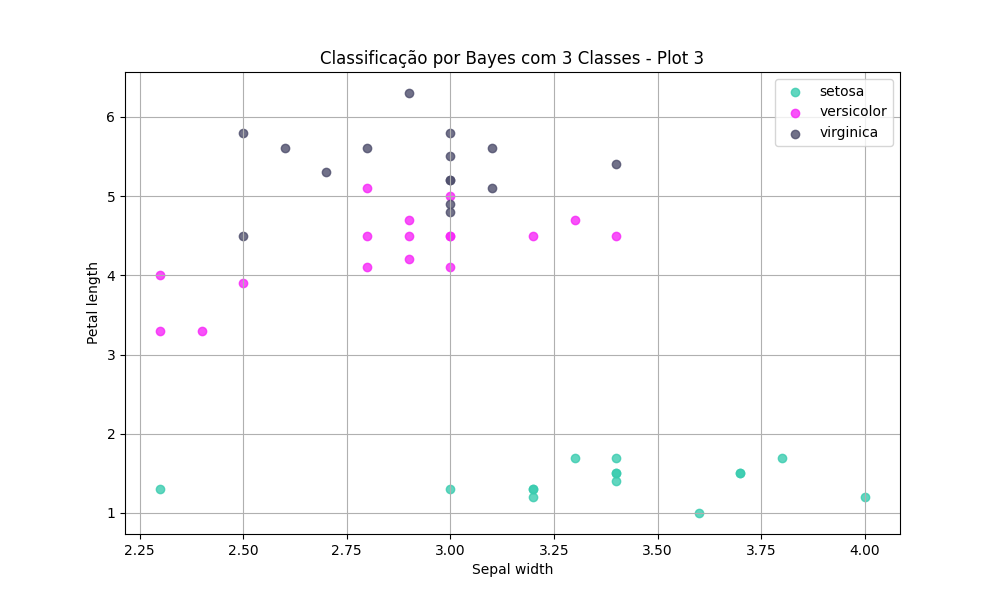 Classificação por Bayes com 3 Classes - Plot 3
setosa
versicolor
virginica
Petal length
6
5
4
3
2
1
2.25 2.50 2.75 3.00 3.25 3.50 3.75 4.00
Sepal width